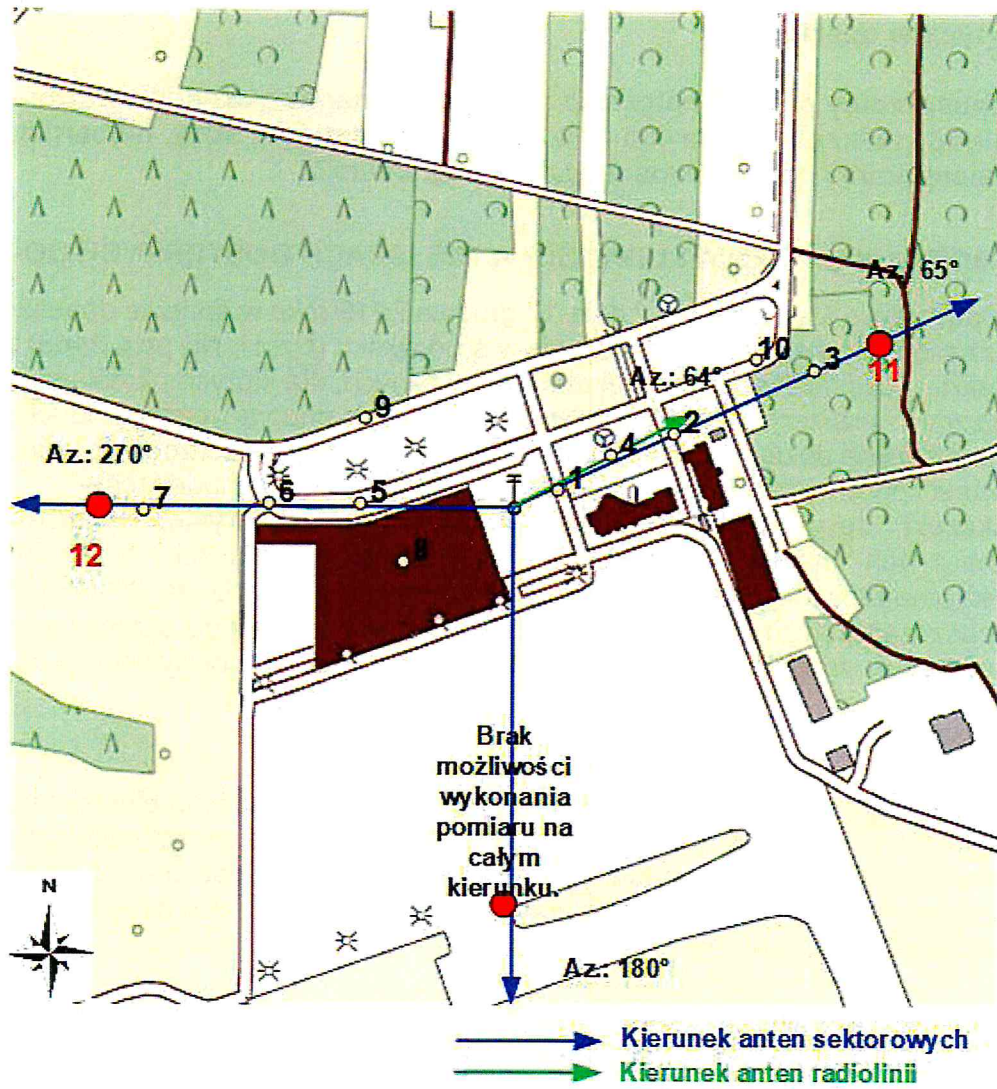 Az.: 65°
10
3
11
Az.: 64°
9
2
4
Az.: 270°
1
7
6
5
12
8
Brak
możliwości
wykonania
pomiaru na
całym
kierunku.
N
Az.: 180°
Kierunek anten sektorowych
Kierunek anten radiolinii